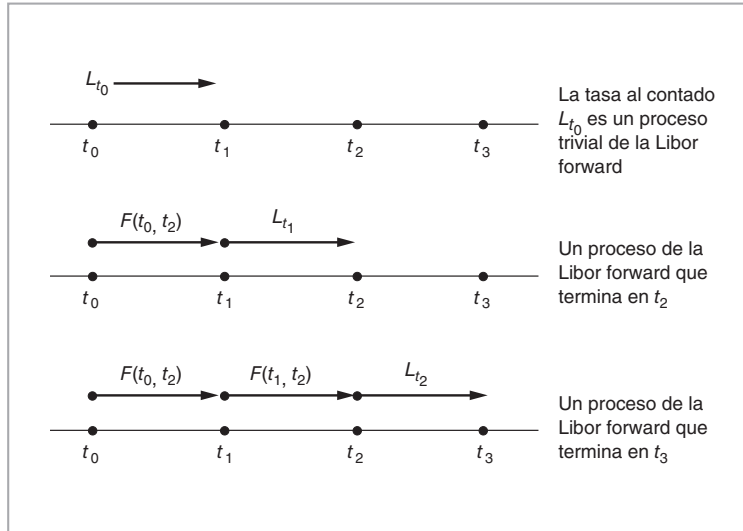 L_{t_0}
t_0 t_1 t_2 t_3
La tasa al contado
L_{t_0} es un proceso
trivial de la Libor
forward
F(t_0, t_2) L_{t_1}
t_0 t_1 t_2 t_3
Un proceso de la
Libor forward que
termina en t_2
F(t_0, t_2) F(t_1, t_2) L_{t_2}
t_0 t_1 t_2 t_3
Un proceso de la
Libor forward que
termina en t_3